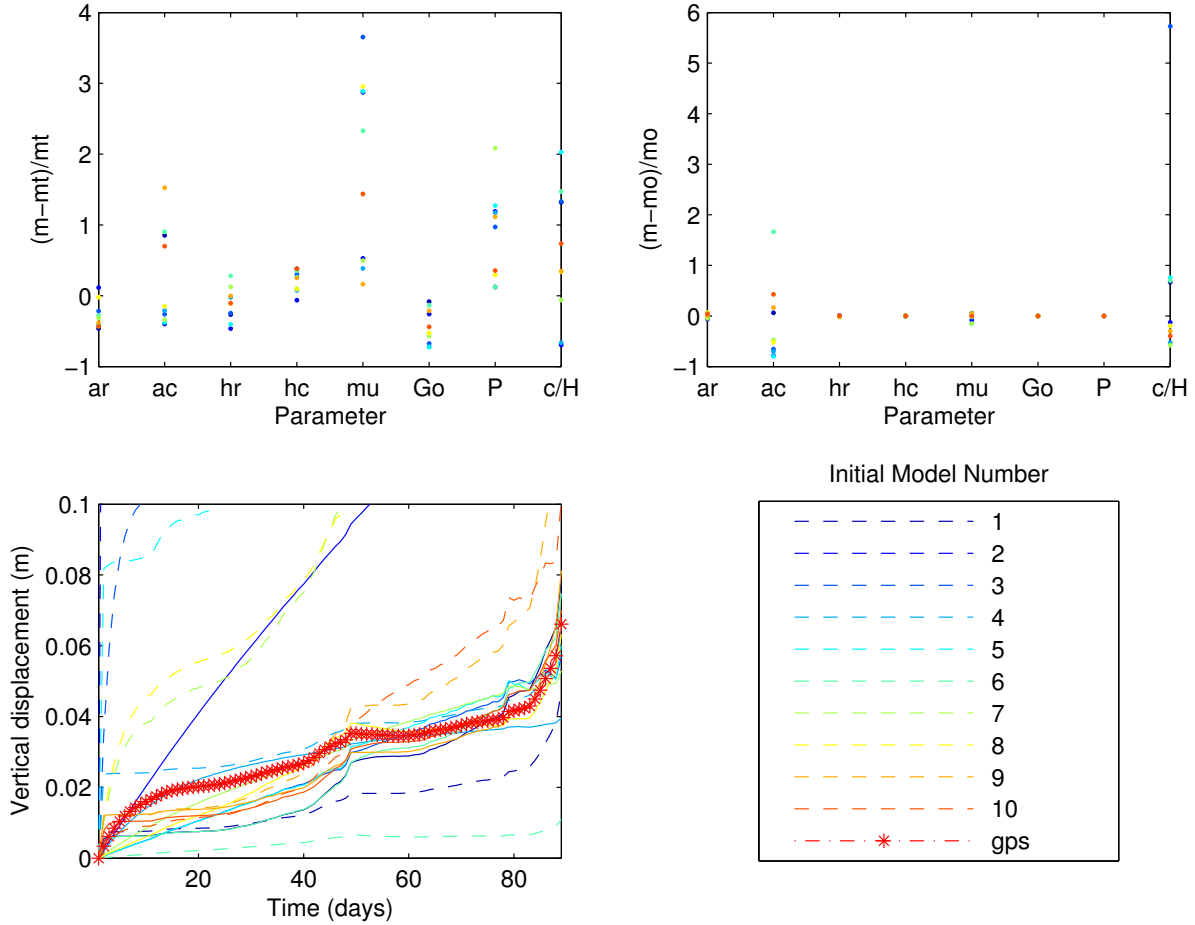 4
3
2
1
0
−1
(m−mt)/mt
ar ac hr hc mu Go P c/H
Parameter
6
5
4
3
2
1
0
−1
(m−mo)/mo
ar ac hr hc mu Go P c/H
Parameter
0.1
0.08
0.06
0.04
0.02
0
Vertical displacement (m)
20 40 60 80
Time (days)
Initial Model Number
1
2
3
4
5
6
7
8
9
10
gps